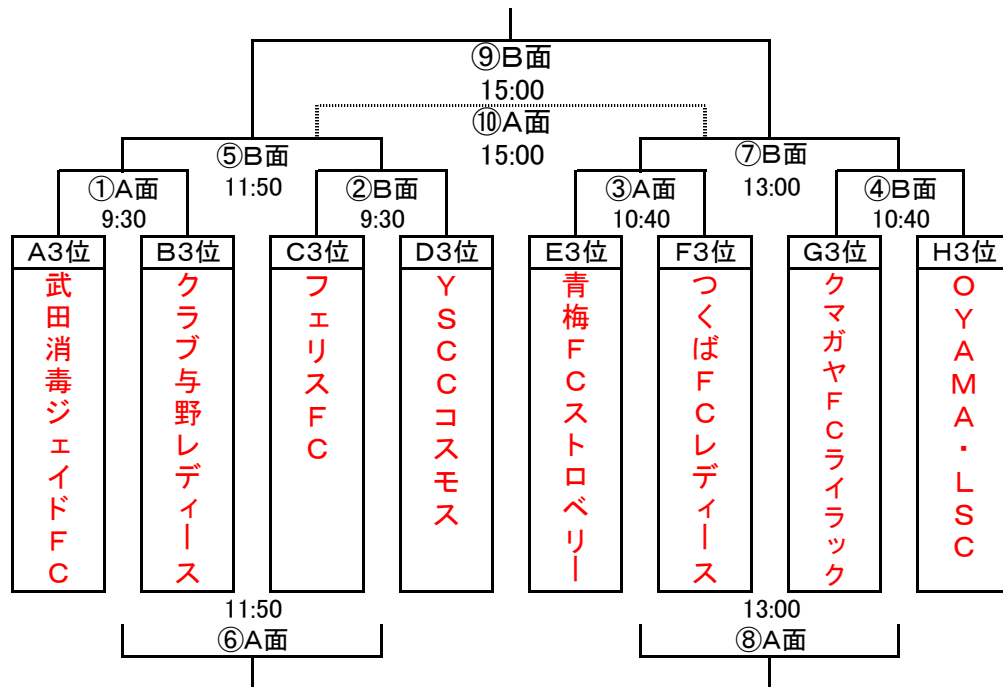 ⑨B面
15:00
⑩A面
15:00
⑤B面
11:50
⑦B面
13:00
①A面
9:30
②B面
9:30
③A面
10:40
④B面
10:40
A3位
B3位
C3位
D3位
E3位
F3位
G3位
H3位
武田消毒ジェイドFC
クラブ与野レディース
フェリスFC
YSCCコスモス
青梅FCストロベリー
つくばFCレディース
クマガヤFCライラック
OYAMA・LSC
11:50
⑥A面
13:00
⑧A面